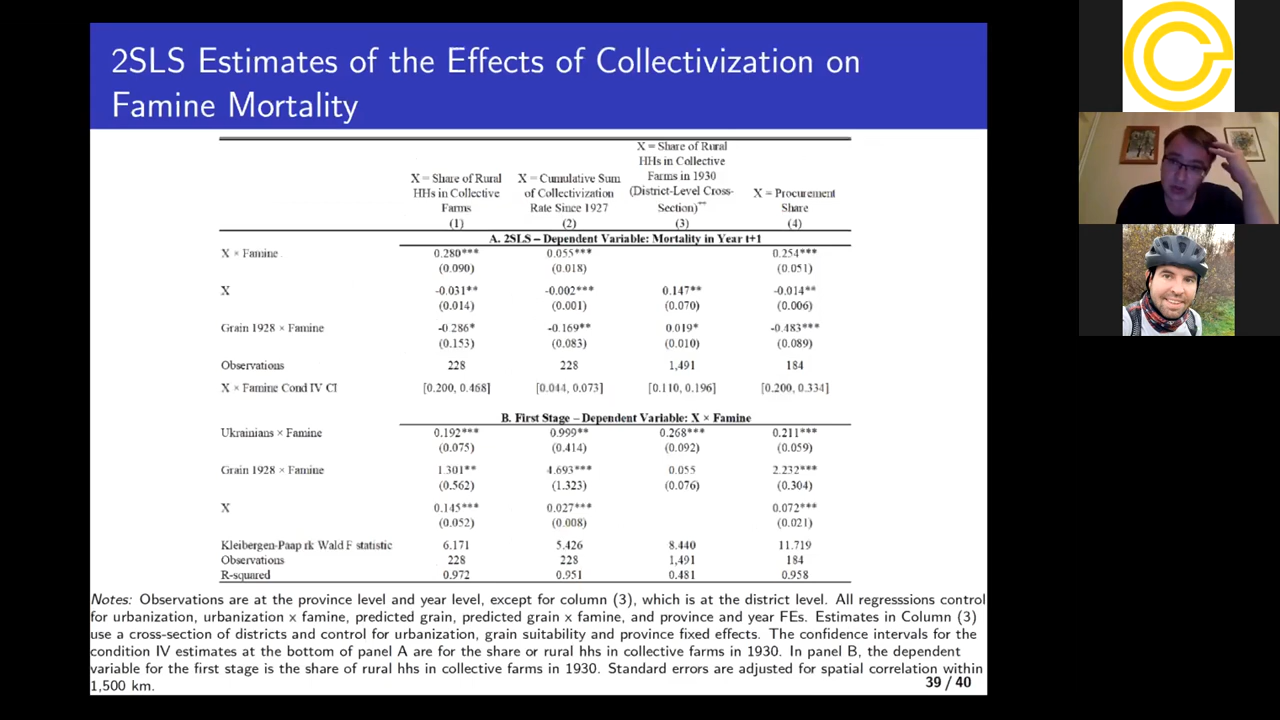 2SLS Estimates of the Effects of Collectivization on
Famine Mortality
X = Share of Rural
HHs in Collective
Farms
(1)
X = Cumulative Sum
of Collectivization
Rate Since 1927
(2)
X = Share of Rural
HHs in Collective
Farms in 1930
(District-Level Cross-
Section)**
(3)
X = Procurement
Share
(4)
A. 2SLS – Dependent Variable: Mortality in Year t+1
X × Famine 0.280*** 0.055*** 0.254***
(0.090) (0.018) (0.051)
X -0.031** -0.002*** 0.147** -0.014**
(0.014) (0.001) (0.070) (0.006)
Grain 1928 × Famine -0.286* -0.169** 0.019* -0.483***
(0.153) (0.083) (0.010) (0.089)
Observations 228 228 1,491 184
X × Famine Cond IV CI [0.200, 0.468] [0.044, 0.073] [0.110, 0.196] [0.200, 0.334]
B. First Stage – Dependent Variable: X × Famine
Ukrainians × Famine 0.192*** 0.999** 0.268*** 0.211***
(0.075) (0.414) (0.092) (0.059)
Grain 1928 × Famine 1.301** 4.693*** 0.055 2.232***
(0.562) (1.323) (0.076) (0.304)
X 0.145*** 0.027*** 0.072***
(0.052) (0.008) (0.021)
Kleibergen-Paap rk Wald F statistic 6.171 5.426 8.440 11.719
Observations 228 228 1,491 184
R-squared 0.972 0.951 0.481 0.958
Notes: Observations are at the province level and year level, except for column (3), which is at the district level. All regresssions control
for urbanization, urbanization x famine, predicted grain, predicted grain x famine, and province and year FEs. Estimates in Column (3)
use a cross-section of districts and control for urbanization, grain suitability and province fixed effects. The confidence intervals for the
condition IV estimates at the bottom of panel A are for the share or rural hhs in collective farms in 1930. In panel B, the dependent
variable for the first stage is the share of rural hhs in collective farms in 1930. Standard errors are adjusted for spatial correlation within
1,500 km.
39 / 40